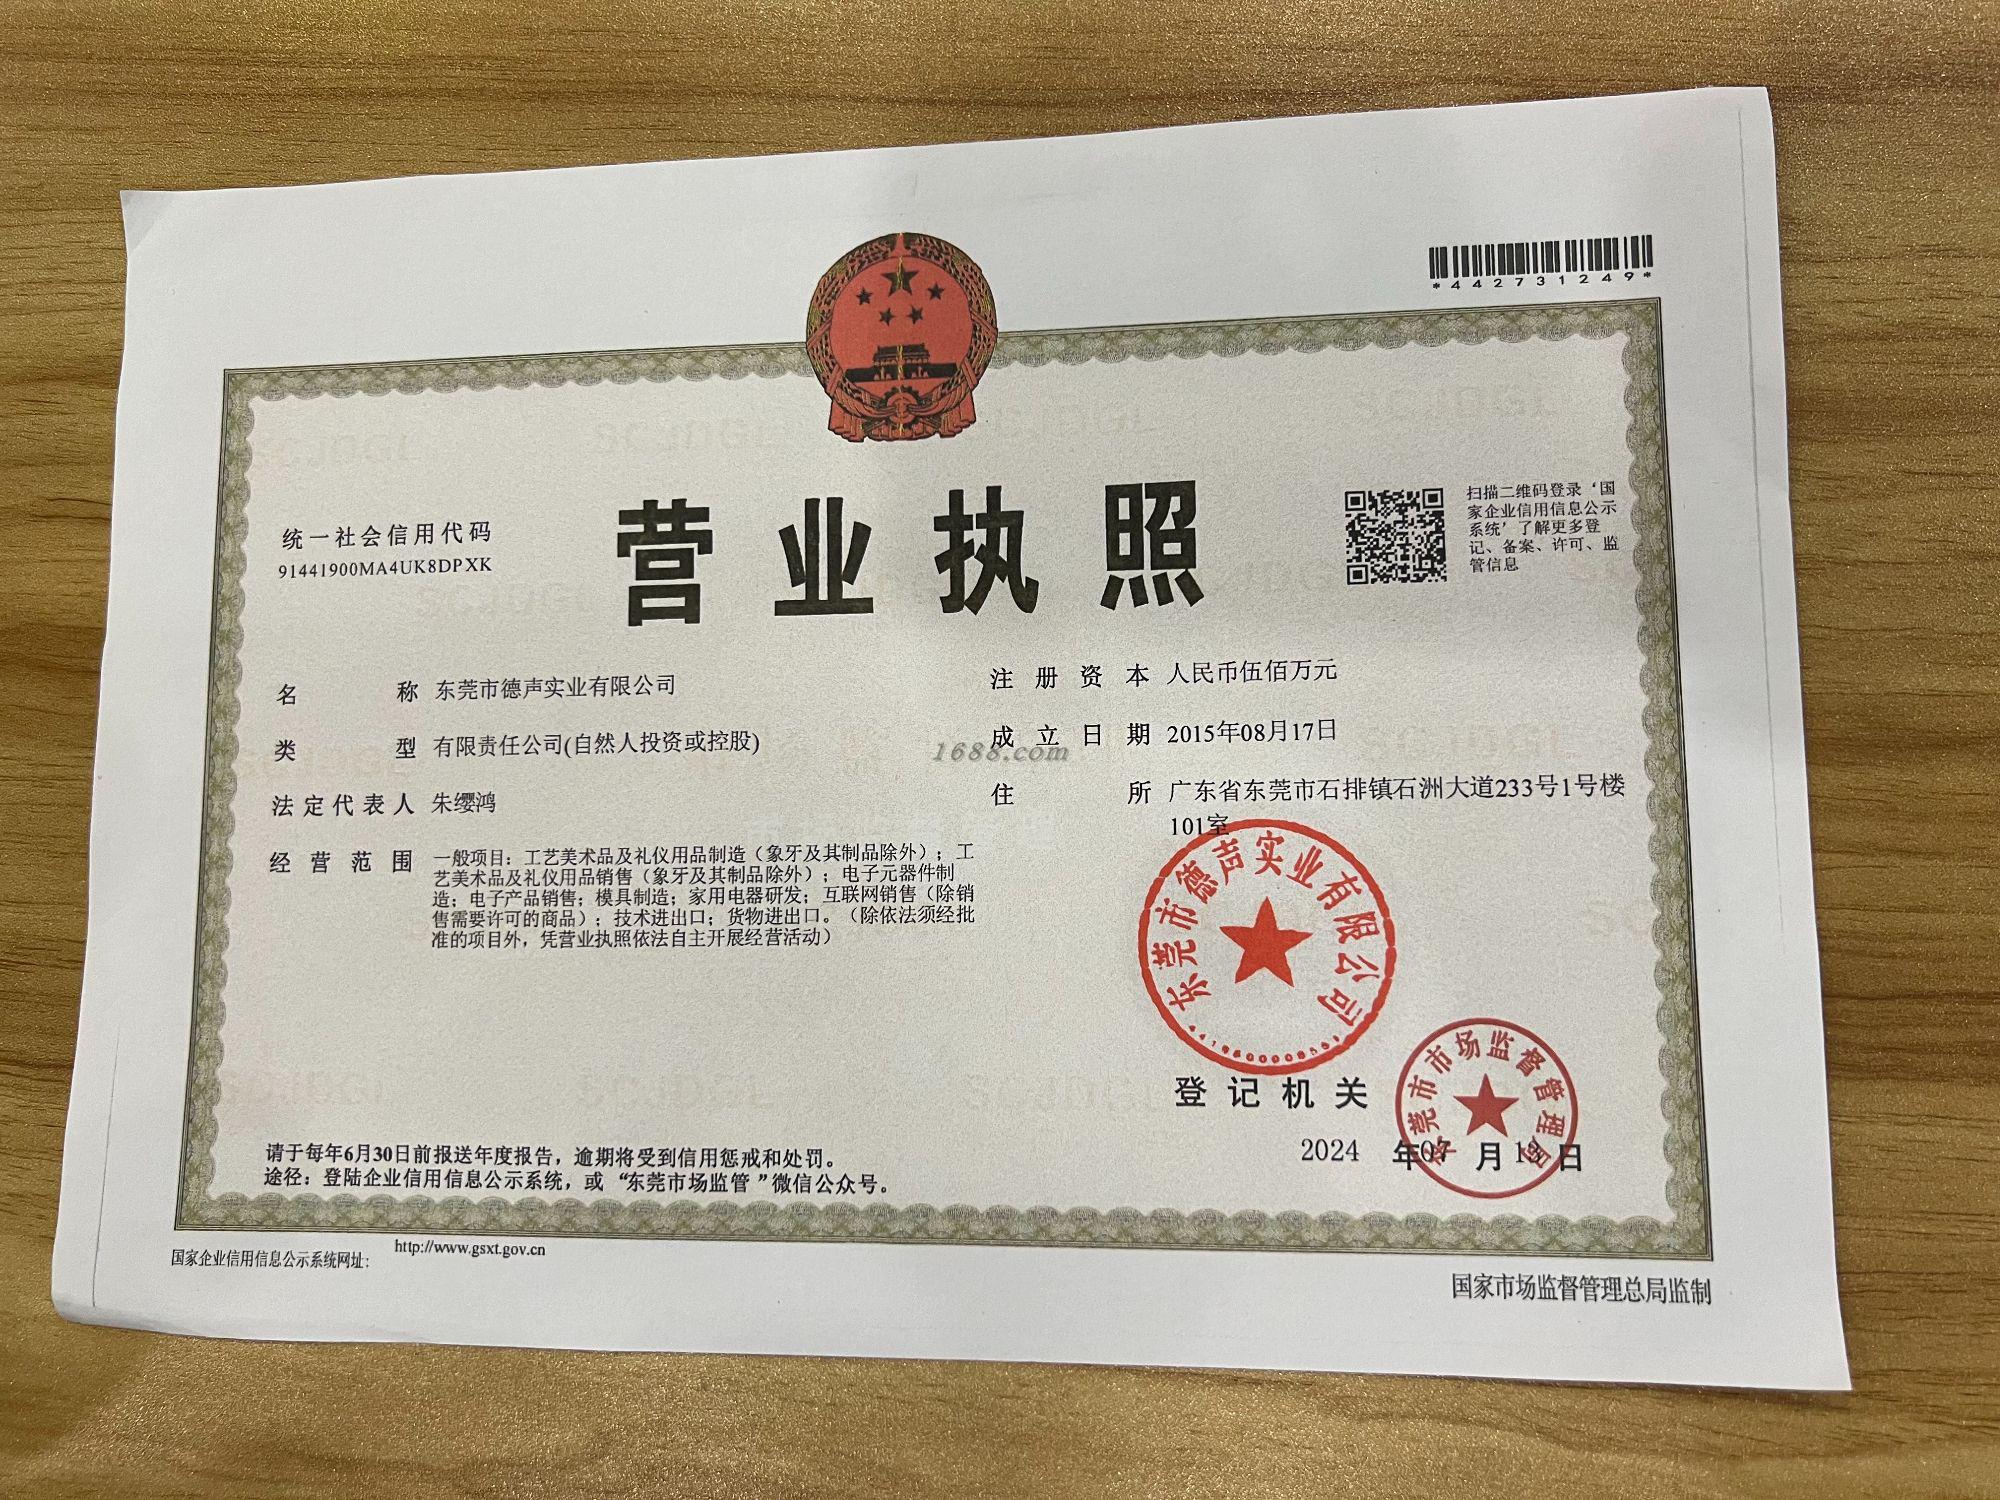 *442731249*
统一社会信用代码
91441900MA4UK8DPXK
营业执照
扫描二维码登录‘国
家企业信用信息公示
系统’了解更多登
记、备案、许可、监
管信息
名称 东莞市德声实业有限公司
类型 有限责任公司(自然人投资或控股)
法定代表人 朱缨鸿
经营范围 一般项目：工艺美术品及礼仪用品制造（象牙及其制品除外）；工
艺美术品及礼仪用品销售（象牙及其制品除外）；电子元器件制
造；电子产品销售；模具制造；家用电器研发；互联网销售（除销
售需要许可的商品）；技术进出口；货物进出口。（除依法须经批
准的项目外，凭营业执照依法自主开展经营活动）
注册资本 人民币伍佰万元
成立日期 2015年08月17日
1688.com
住所 广东省东莞市石排镇石洲大道233号1号楼
101室
东莞市德声实业有限公司
登记机关
东莞市市场监督管理局
2024年07月13日
请于每年6月30日前报送年度报告，逾期将受到信用惩戒和处罚。
途径：登陆企业信用信息公示系统，或“东莞市场监管”微信公众号。
国家企业信用信息公示系统网址： http://www.gsxt.gov.cn
国家市场监督管理总局监制